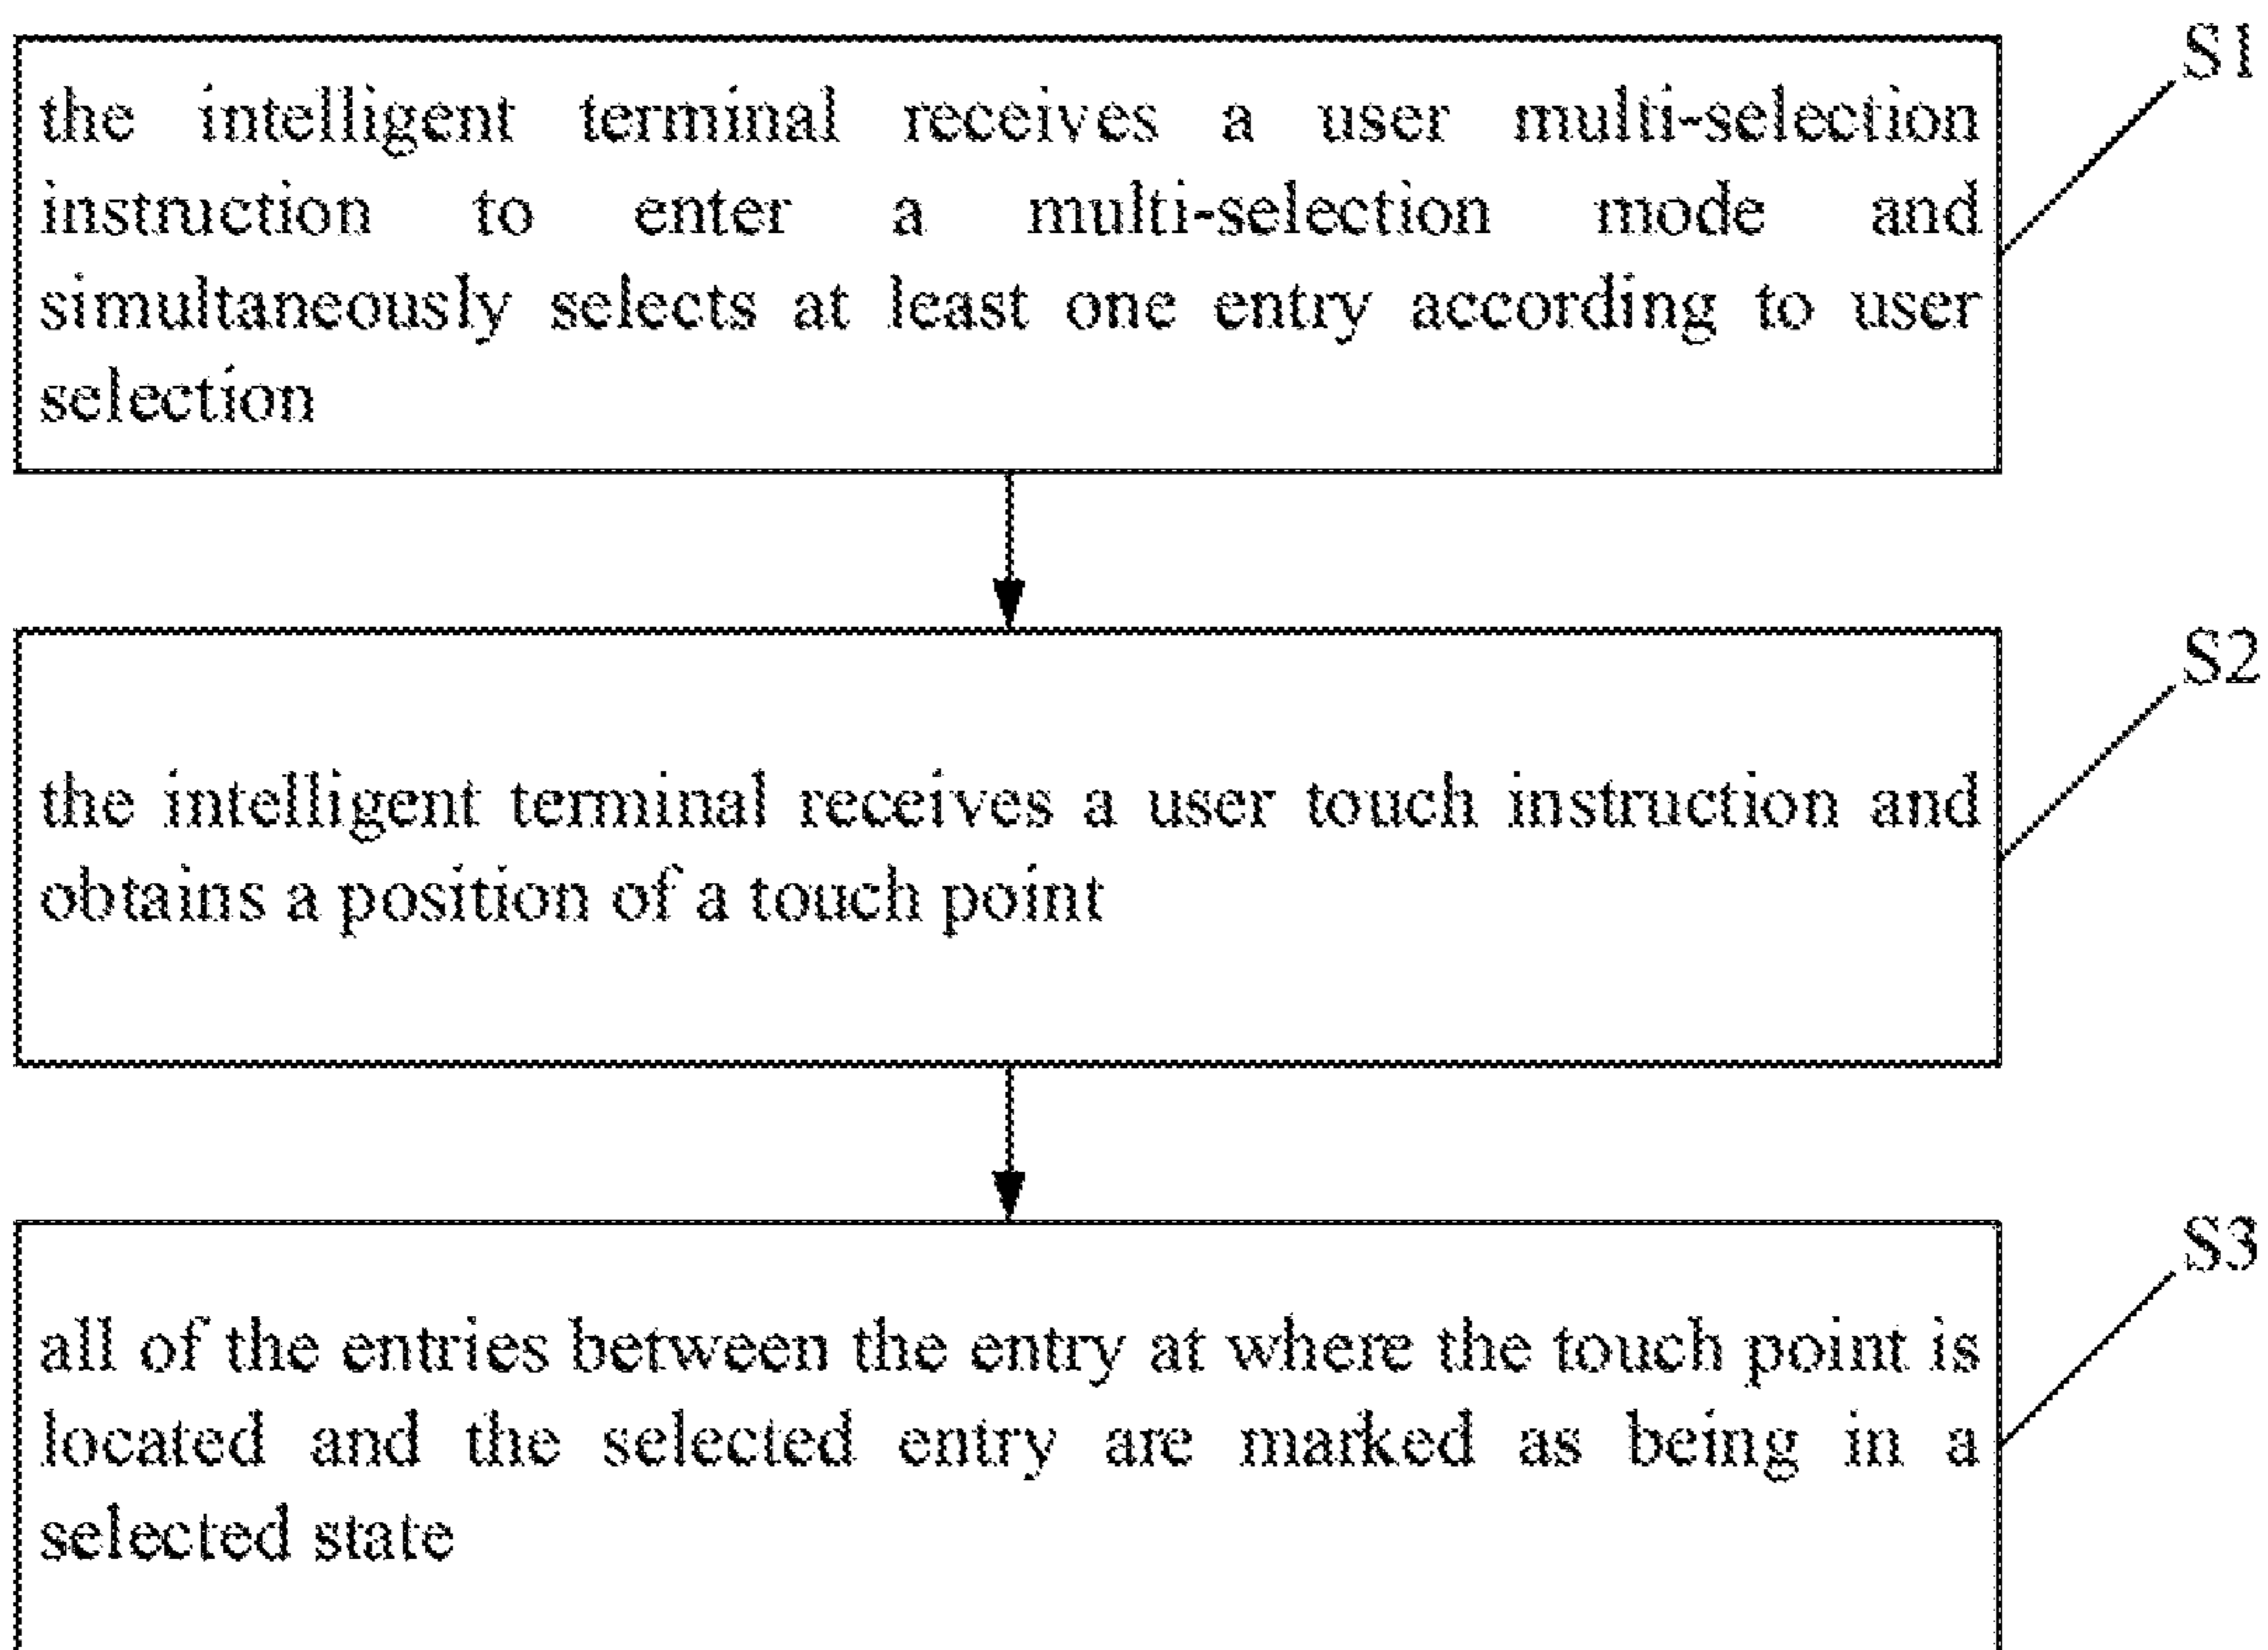 S1
the intelligent terminal receives a user multi-selection
instruction to enter a multi-selection mode and
simultaneously selects at least one entry according to user
selection
S2
the intelligent terminal receives a user touch instruction and
obtains a position of a touch point
S3
all of the entries between the entry at where the touch point is
located and the selected entry are marked as being in a
selected state